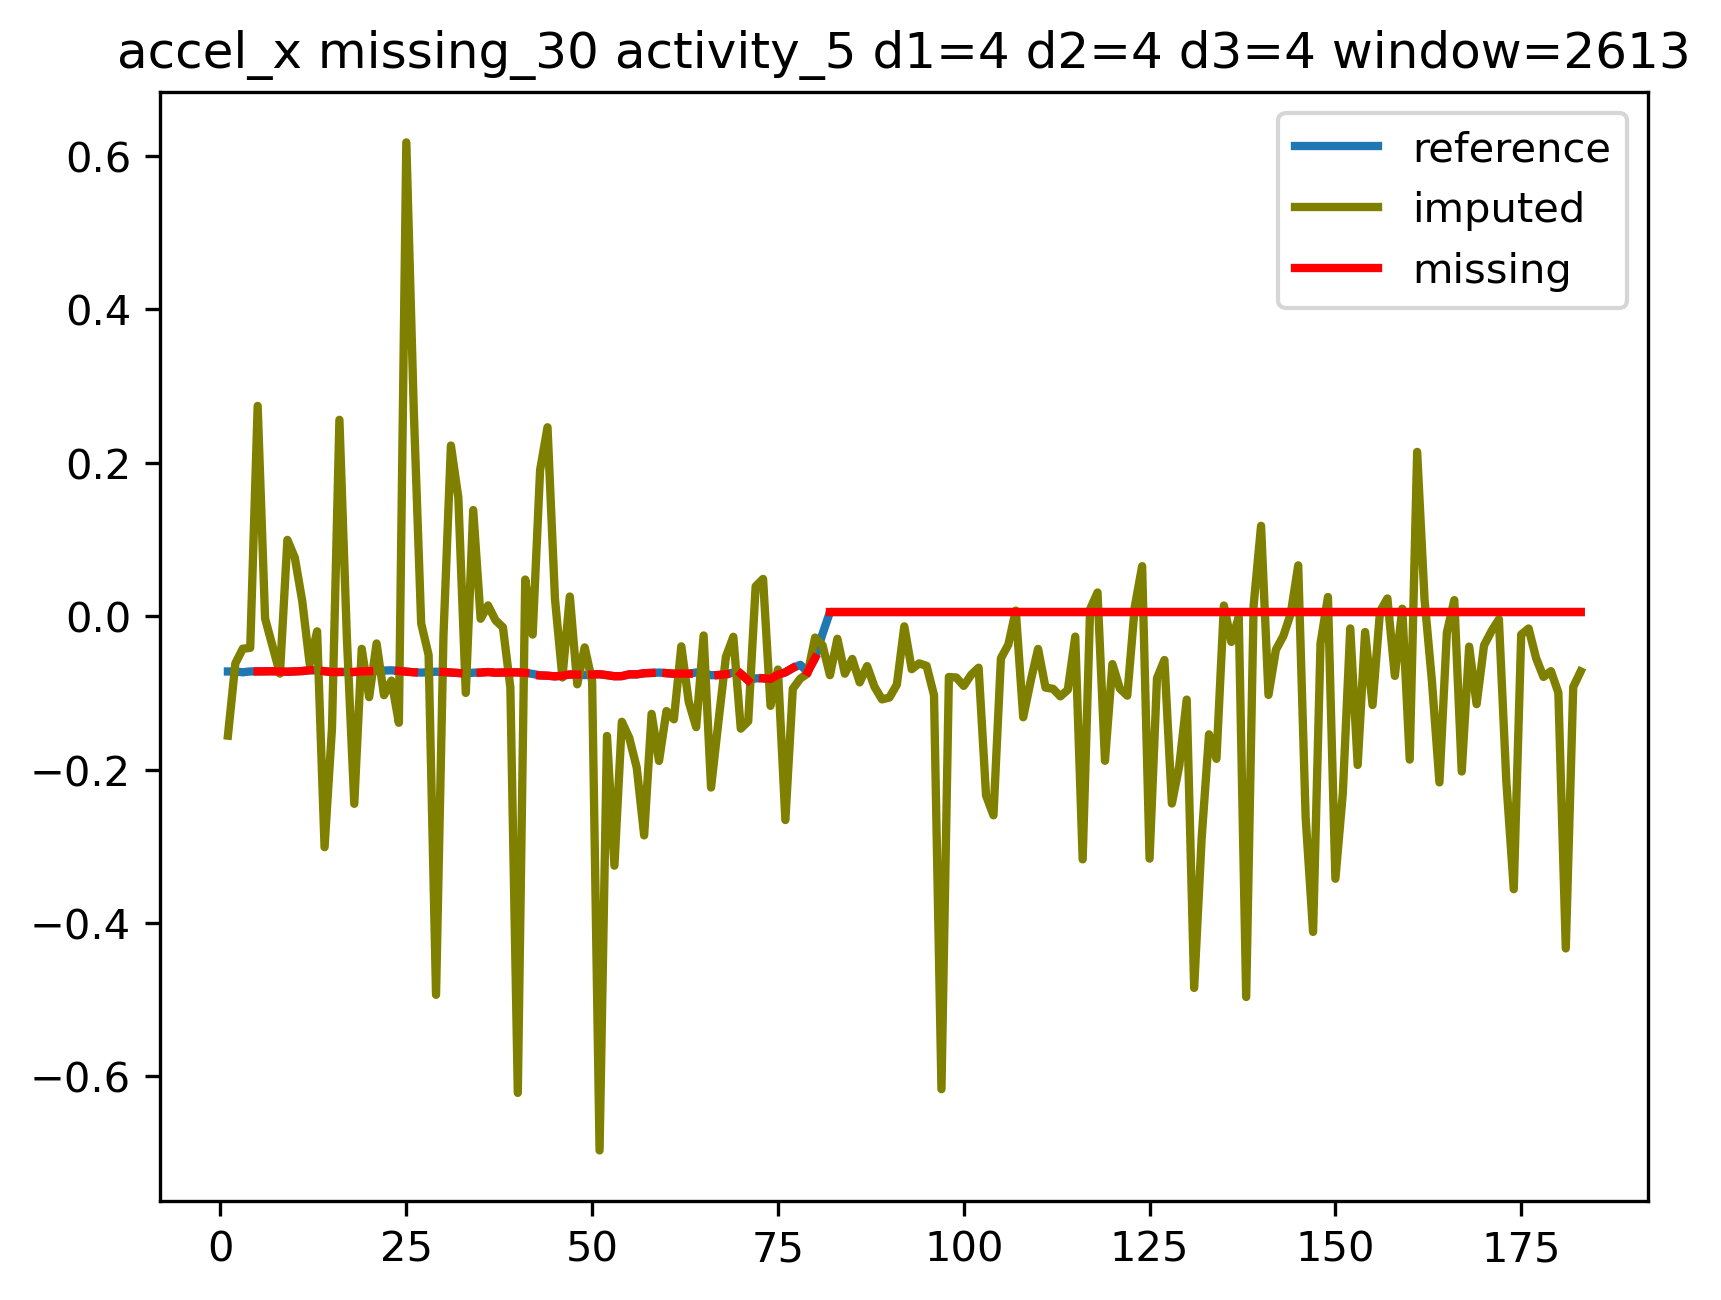 accel_x missing_30 activity_5 d1=4 d2=4 d3=4 window=2613
reference
imputed
missing
0.6
0.4
0.2
0.0
−0.2
−0.4
−0.6
0 25 50 75 100 125 150 175